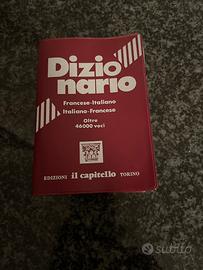 Dizio
nario
Francese-Italiano
Italiano-Francese
Oltre
46000 voci
EDIZIONI il capitello TORINO
subito